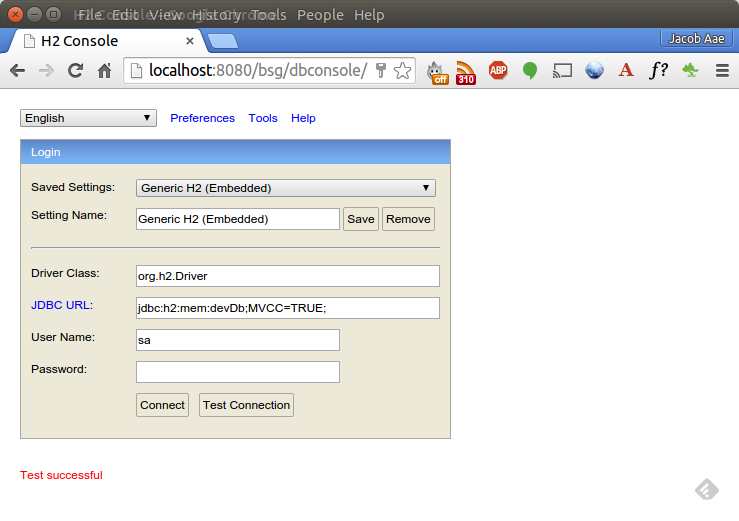 File Edit View History Tools People Help
H2 Console
Jacob Aae
localhost:8080/bsg/dbconsole/
off
310
ABP
A
f?
English
Preferences
Tools
Help
Login
Saved Settings:
Generic H2 (Embedded)
Setting Name:
Generic H2 (Embedded)
Save
Remove
Driver Class:
org.h2.Driver
JDBC URL:
jdbc:h2:mem:devDb;MVCC=TRUE;
User Name:
sa
Password:
Connect
Test Connection
Test successful